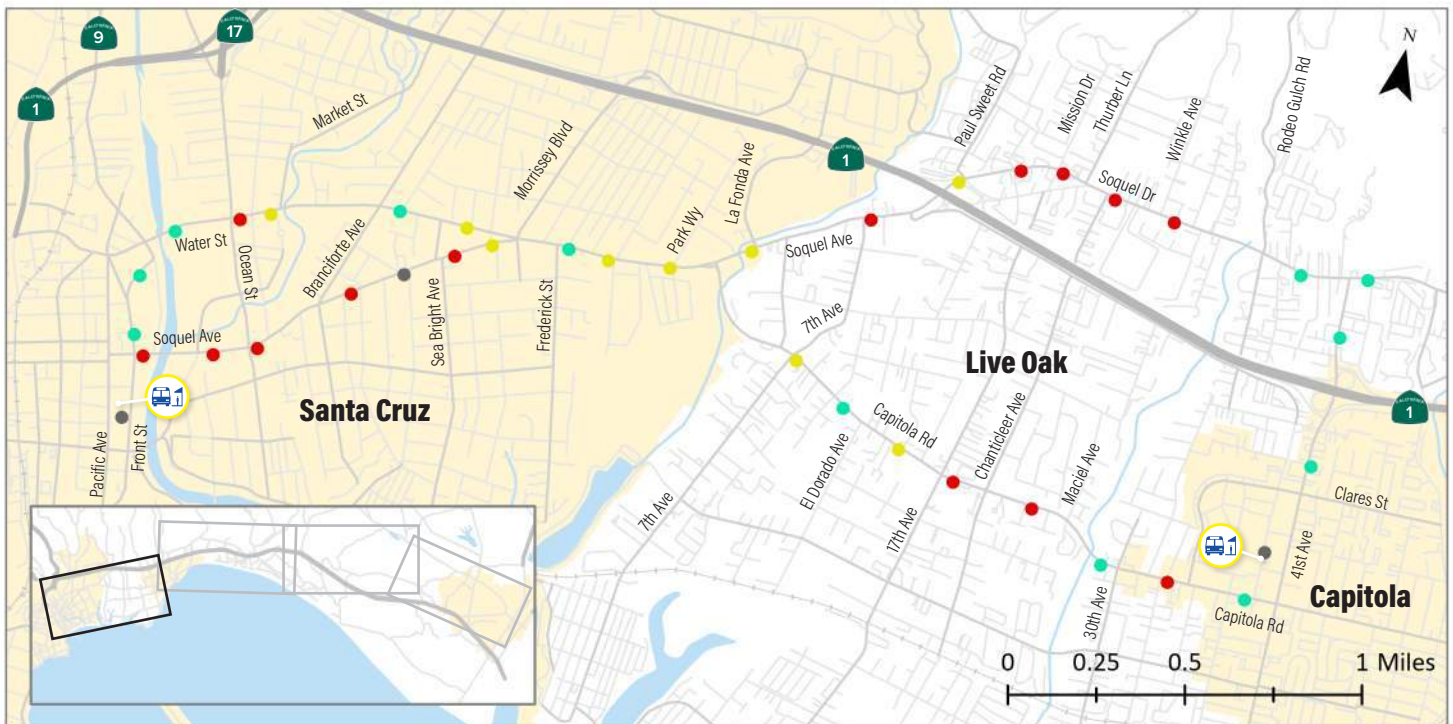 9
17
CALIFORNIA
1
Market St
Morrissey Blvd
La Fonda Ave
CALIFORNIA
1
Paul Sweet Rd
Mission Dr
Thurber Ln
Winkle Ave
Rodeo Gulch Rd
N
Soquel Dr
Water St
Ocean St
Branciforte Ave
Park Wy
Soquel Ave
Soquel Ave
Sea Bright Ave
Frederick St
7th Ave
Live Oak
Santa Cruz
CALIFORNIA
1
Pacific Ave
Front St
Capitola Rd
El Dorado Ave
Chanticleer Ave
Maciel Ave
Clares St
7th Ave
17th Ave
41st Ave
30th Ave
Capitola
Capitola Rd
0 0.25 0.5 1 Miles